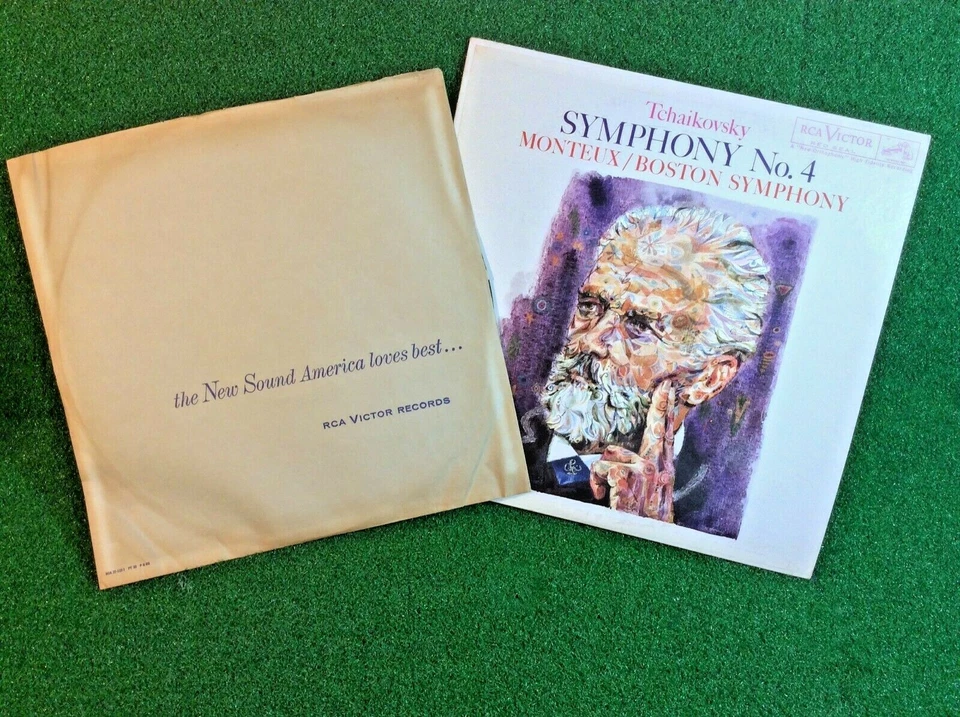 the New Sound America loves best...
RCA VICTOR RECORDS
Tchaikovsky
SYMPHONY No. 4
MONTEUX / BOSTON SYMPHONY
RCA VICTOR